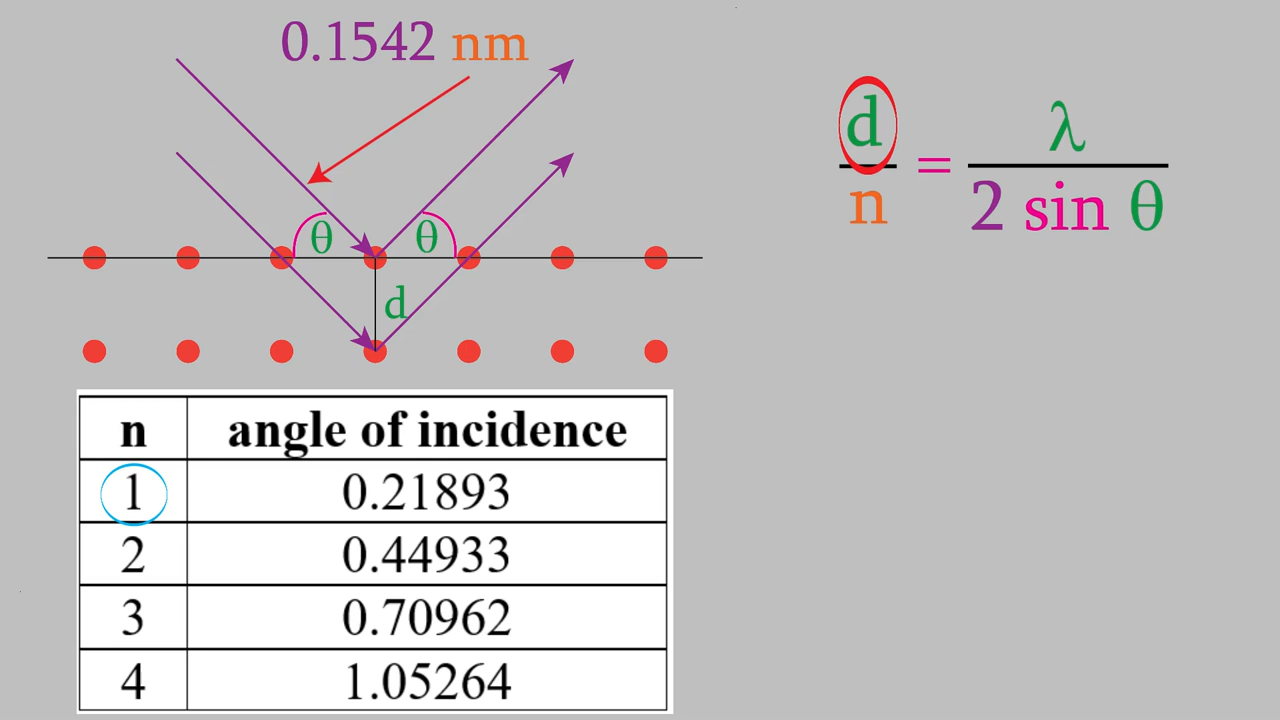 0.1542 nm
θ θ
d
d
n
=
λ
2 sin θ
n angle of incidence
1 0.21893
2 0.44933
3 0.70962
4 1.05264